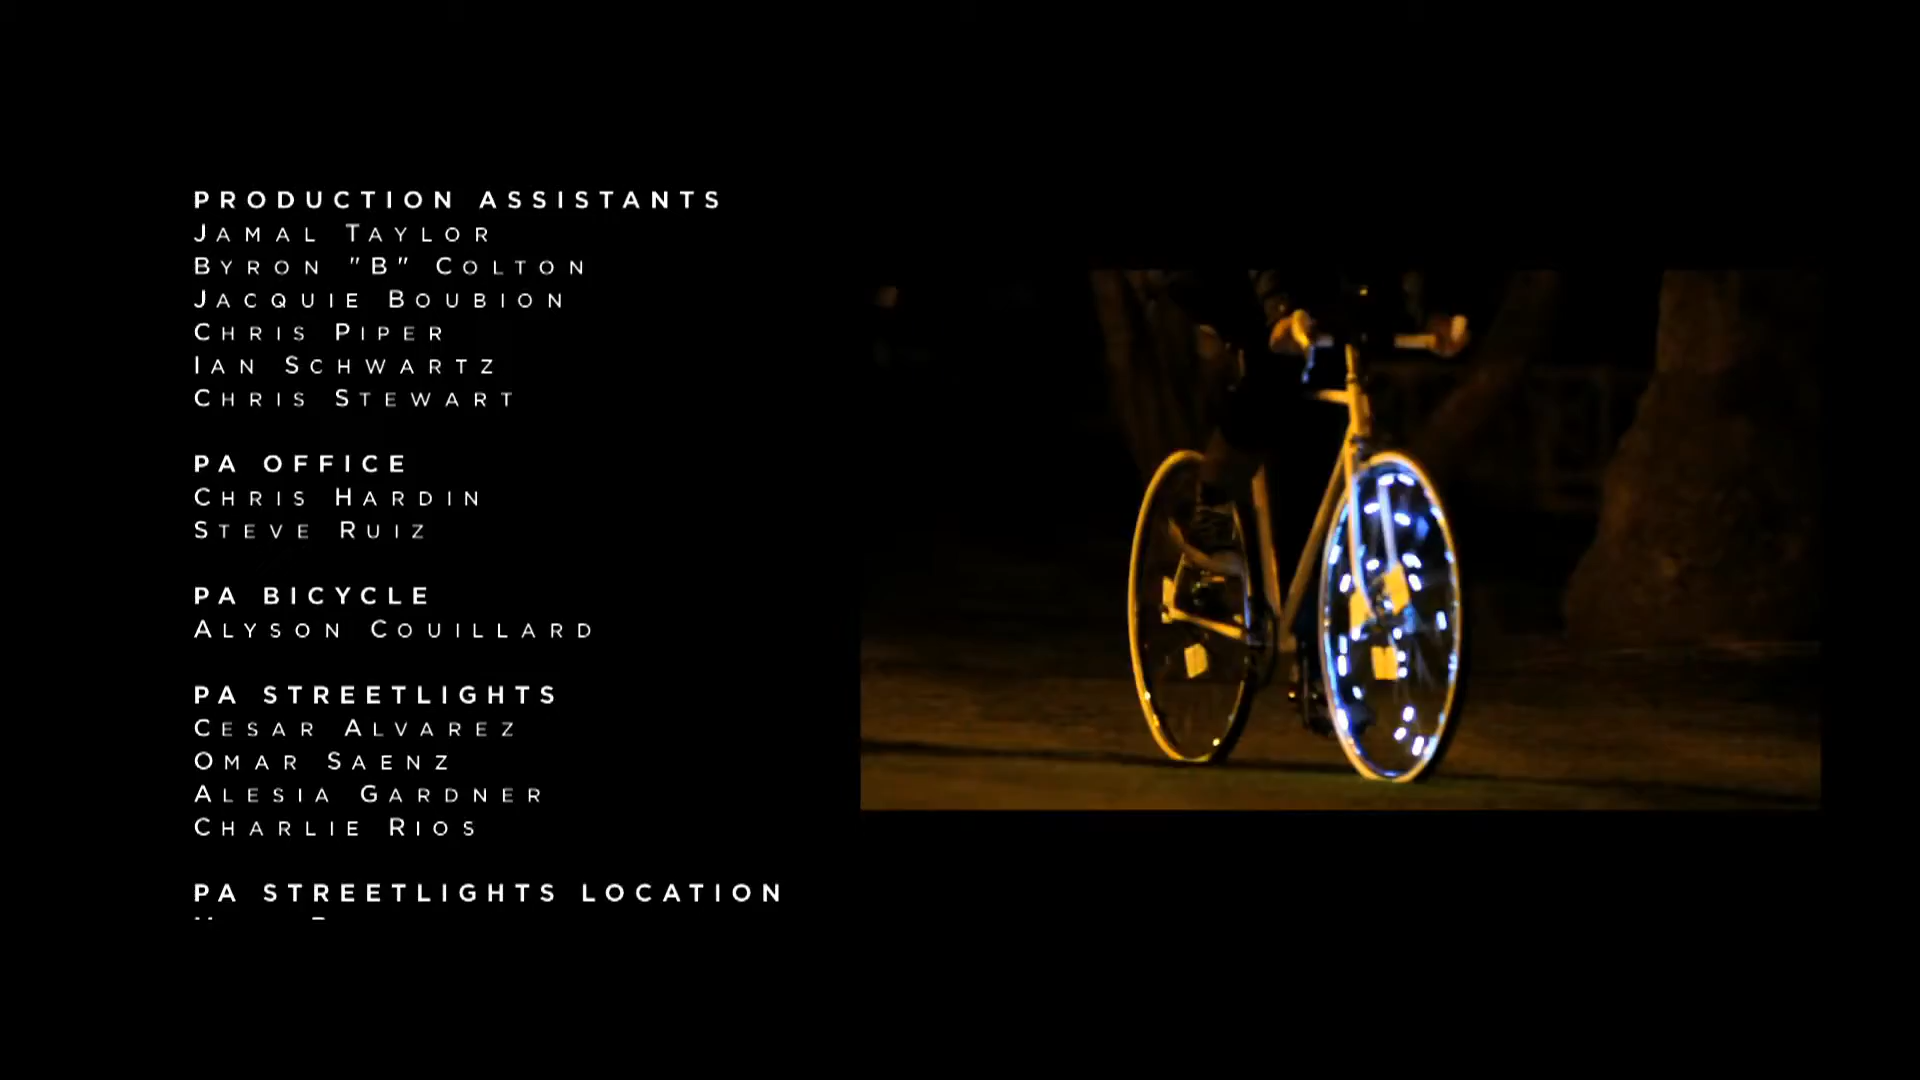 PRODUCTION ASSISTANTS
JAMAL TAYLOR
BYRON "B" COLTON
JACQUIE BOUBION
CHRIS PIPER
IAN SCHWARTZ
CHRIS STEWART
PA OFFICE
CHRIS HARDIN
STEVE RUIZ
PA BICYCLE
ALYSON COUILLARD
PA STREETLIGHTS
CESAR ALVAREZ
OMAR SAENZ
ALESIA GARDNER
CHARLIE RIOS
PA STREETLIGHTS LOCATION